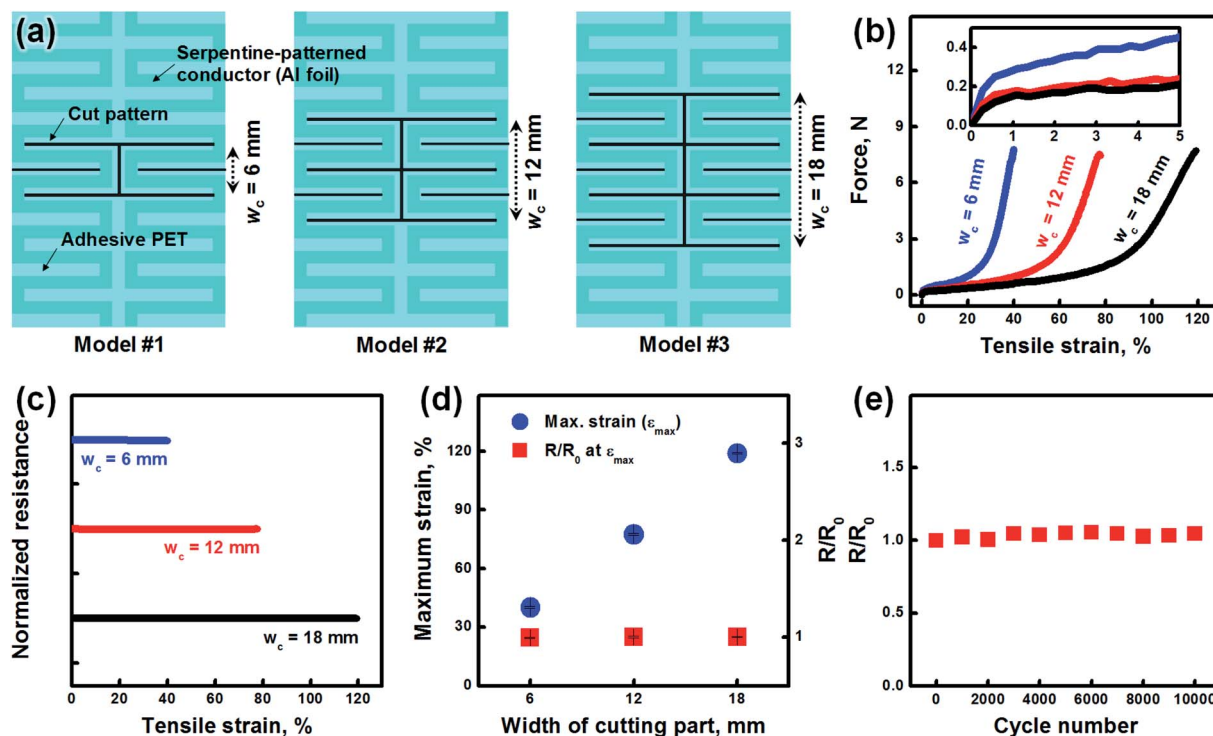 (a)
Serpentine-patterned
conductor (Al foil)
Cut pattern
Adhesive PET
w_c = 6 mm
w_c = 12 mm
w_c = 18 mm
Model #1
Model #2
Model #3
(b)
Force, N
12
9
6
3
0
0.4
0.2
0.0
0 1 2 3 4 5
w_c = 6 mm
w_c = 12 mm
w_c = 18 mm
0 20 40 60 80 100 120
Tensile strain, %
(c)
Normalized resistance
w_c = 6 mm
w_c = 12 mm
w_c = 18 mm
0 20 40 60 80 100 120
Tensile strain, %
(d)
Maximum strain, %
120
90
60
30
0
Max. strain (ε_max)
R/R_0 at ε_max
3
2
1
R/R_0
6 12 18
Width of cutting part, mm
(e)
R/R_0
1.5
1.0
0.5
0.0
0 2000 4000 6000 8000 10000
Cycle number